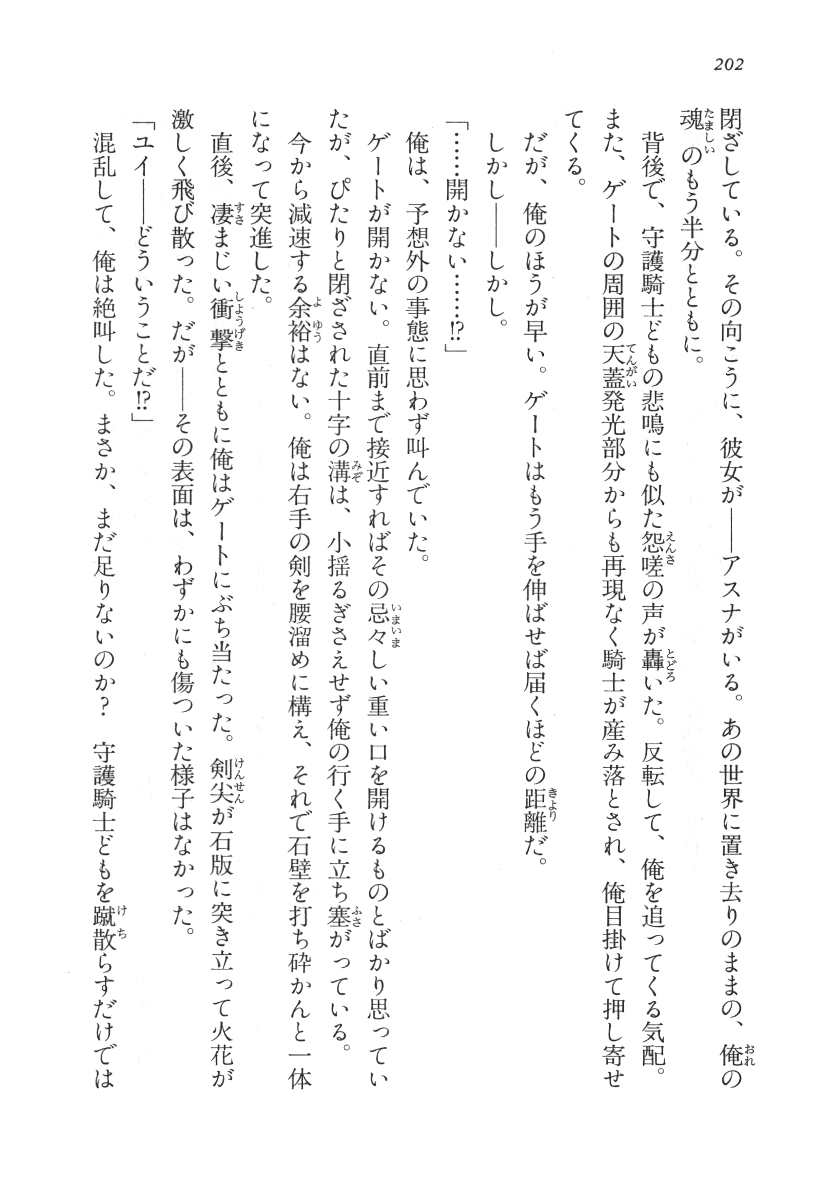 202
閉ざしている。その向こうに、彼女が――アスナがいる。あの世界に置き去りのままの、俺の
魂のもう半分とともに。
背後で、守護騎士どもの悲鳴にも似た怨嗟の声が轟いた。反転して、俺を追ってくる気配。
また、ゲートの周囲の天蓋発光部分からも再現なく騎士が産み落とされ、俺目掛けて押し寄せ
てくる。
だが、俺のほうが早い。ゲートはもう手を伸ばせば届くほどの距離だ。
しかし――しかし。
「……開かない……!?」
俺は、予想外の事態に思わず叫んでいた。
ゲートが開かない。直前まで接近すればその忌々しい重い口を開けるものとばかり思ってい
たが、ぴたりと閉ざされた十字の溝は、小揺るぎさえせず俺の行く手に立ち塞がっている。
今から減速する余裕はない。俺は右手の剣を腰溜めに構え、それで石壁を打ち砕かんと一体
になって突進した。
直後、凄まじい衝撃とともに俺はゲートにぶち当たった。剣尖が石版に突き立って火花が
激しく飛び散った。だが――その表面は、わずかにも傷ついた様子はなかった。
「ユイ――どういうことだ!?」
混乱して、俺は絶叫した。まさか、まだ足りないのか?　守護騎士どもを蹴散らすだけでは